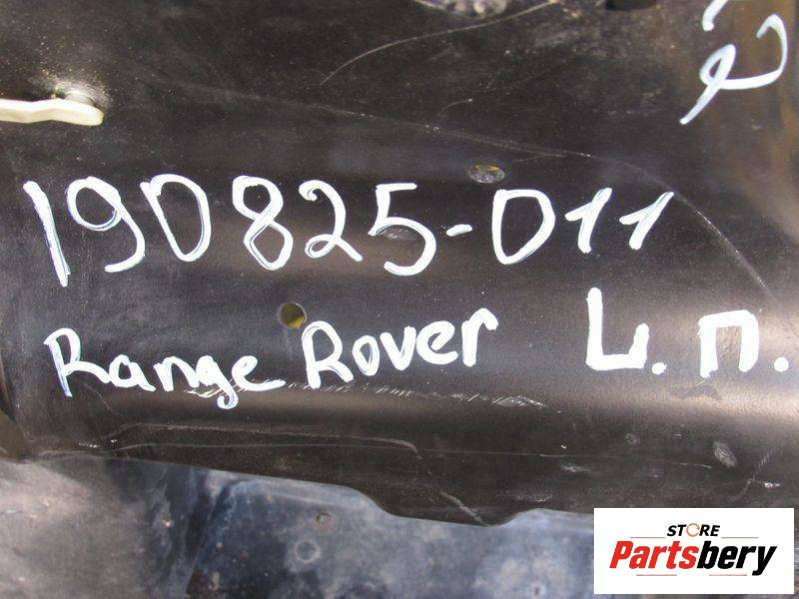 190825-011
Range Rover
STORE
Partsbery